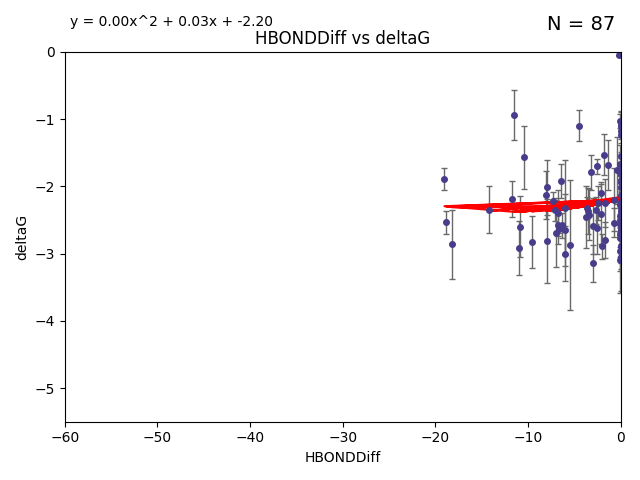 y = 0.00x^2 + 0.03x + -2.20
N = 87
HBONDDiff vs deltaG
0
−1
−2
−3
−4
−5
deltaG
−60 −50 −40 −30 −20 −10 0
HBONDDiff